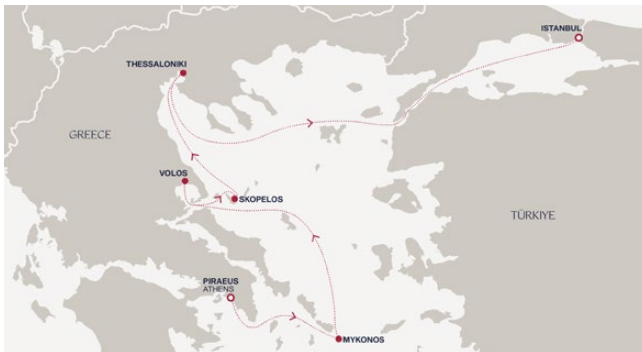 ISTANBUL
THESSALONIKI
GREECE
VOLOS
SKOPELOS
TÜRKIYE
PIRAEUS
ATHENS
MYKONOS